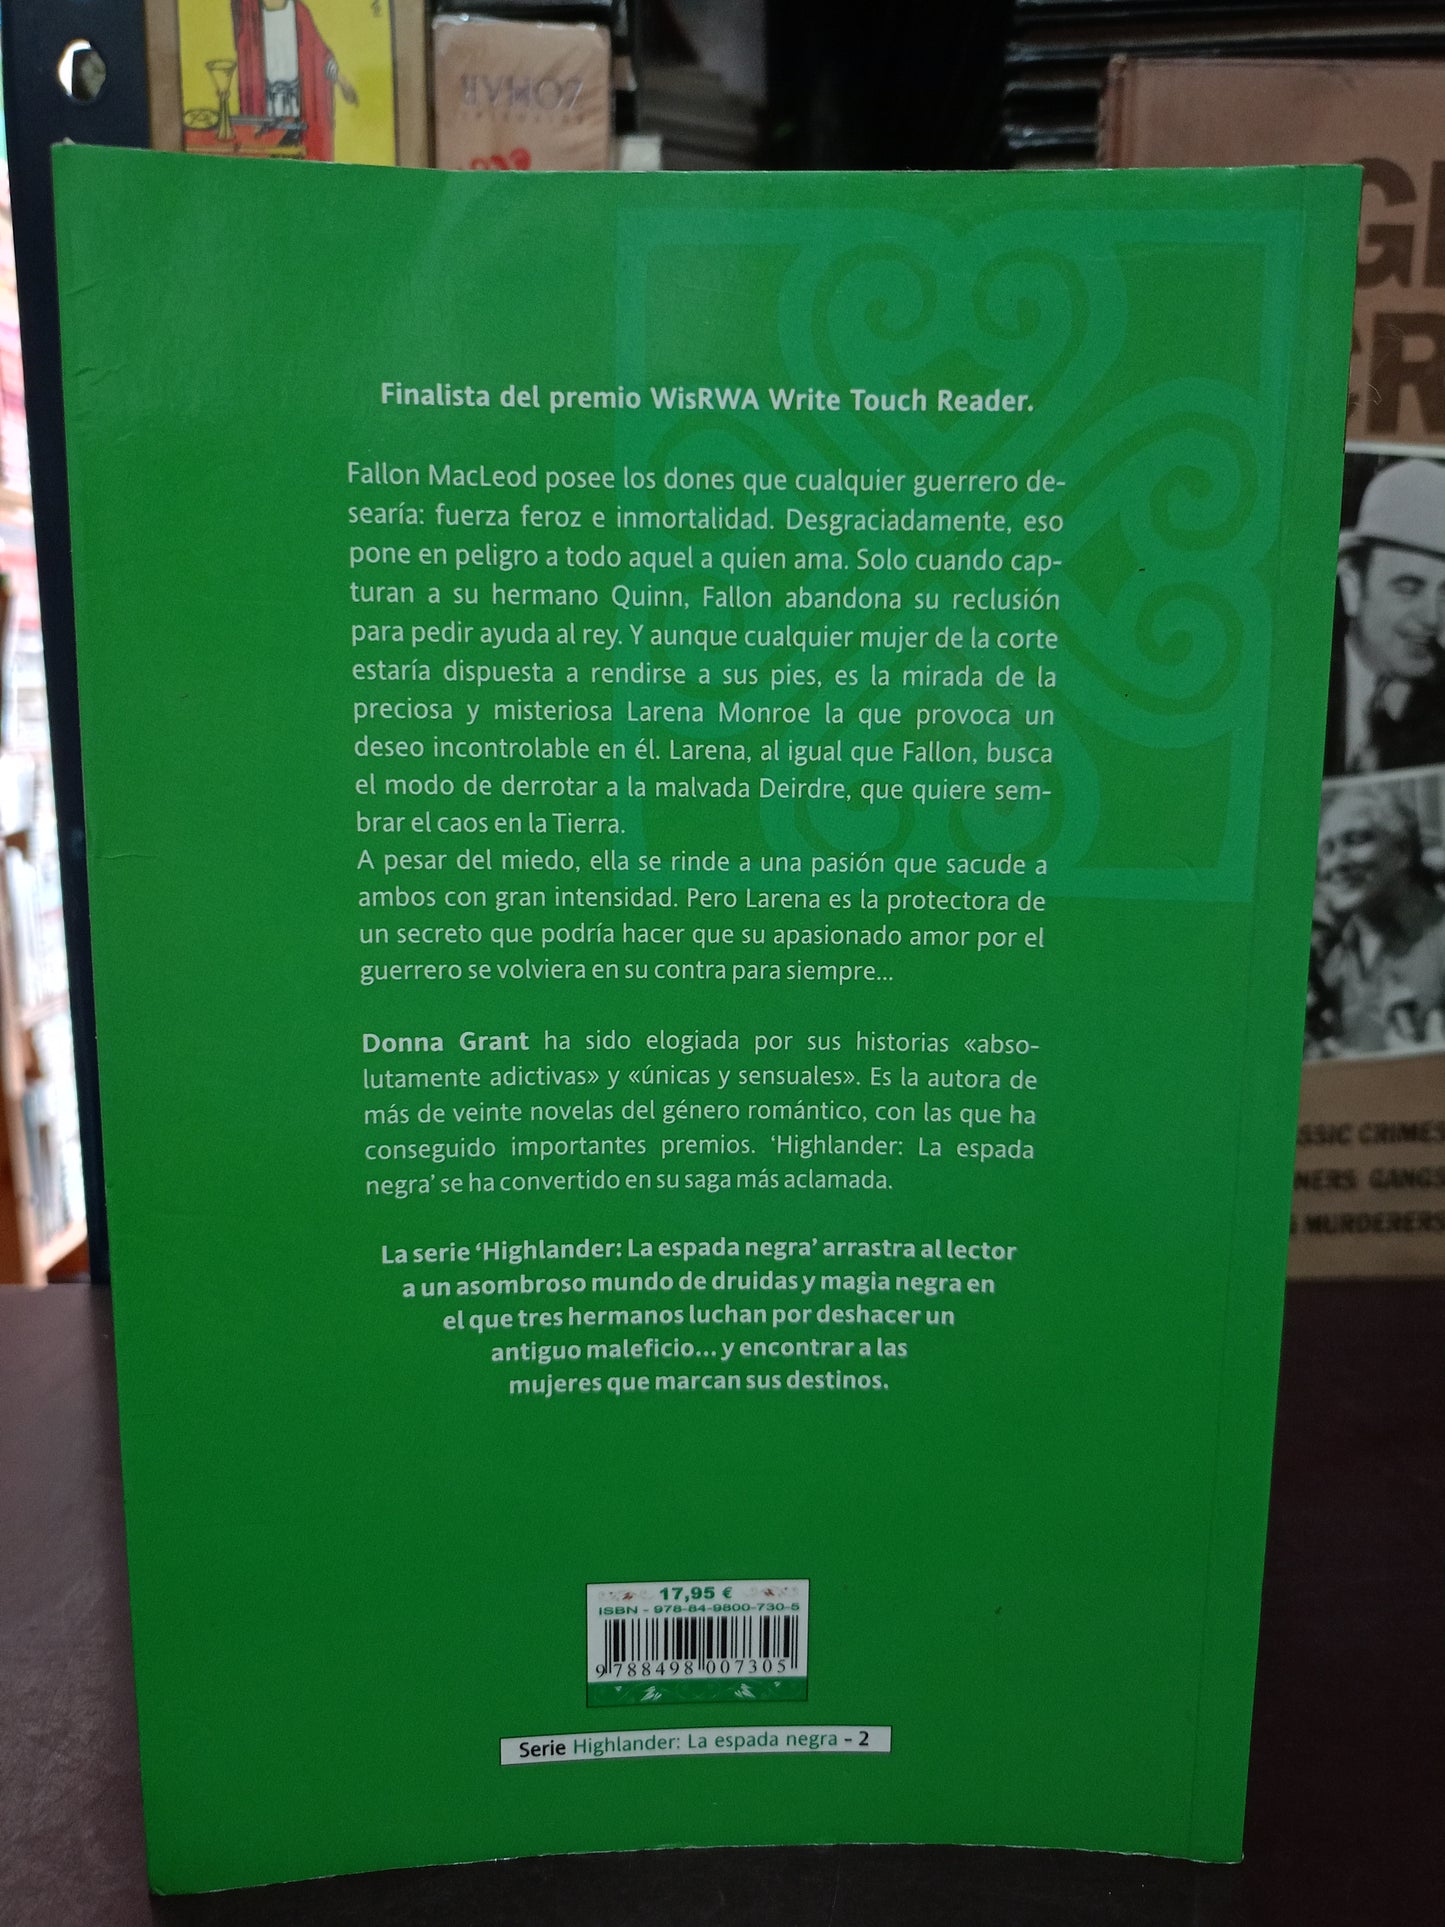 Finalista del premio WisRWA Write Touch Reader.
Fallon MacLeod posee los dones que cualquier guerrero de-
searía: fuerza feroz e inmortalidad. Desgraciadamente, eso
pone en peligro a todo aquel a quien ama. Solo cuando cap-
turan a su hermano Quinn, Fallon abandona su reclusión
para pedir ayuda al rey. Y aunque cualquier mujer de la corte
estaría dispuesta a rendirse a sus pies, es la mirada de la
preciosa y misteriosa Larena Monroe la que provoca un
deseo incontrolable en él. Larena, al igual que Fallon, busca
el modo de derrotar a la malvada Deirdre, que quiere sem-
brar el caos en la Tierra.
A pesar del miedo, ella se rinde a una pasión que sacude a
ambos con gran intensidad. Pero Larena es la protectora de
un secreto que podría hacer que su apasionado amor por el
guerrero se volviera en su contra para siempre...
Donna Grant ha sido elogiada por sus historias «abso-
lutamente adictivas» y «únicas y sensuales». Es la autora de
más de veinte novelas del género romántico, con las que ha
conseguido importantes premios. ‘Highlander: La espada
negra’ se ha convertido en su saga más aclamada.
La serie ‘Highlander: La espada negra’ arrastra al lector
a un asombroso mundo de druidas y magia negra en
el que tres hermanos luchan por deshacer un
antiguo maleficio... y encontrar a las
mujeres que marcan sus destinos.
17,95 €
ISBN - 978-84-9800-730-5
9 788498 007305
Serie Highlander: La espada negra - 2
SSIC CRIMES
NERS GANGS
MURDERERS